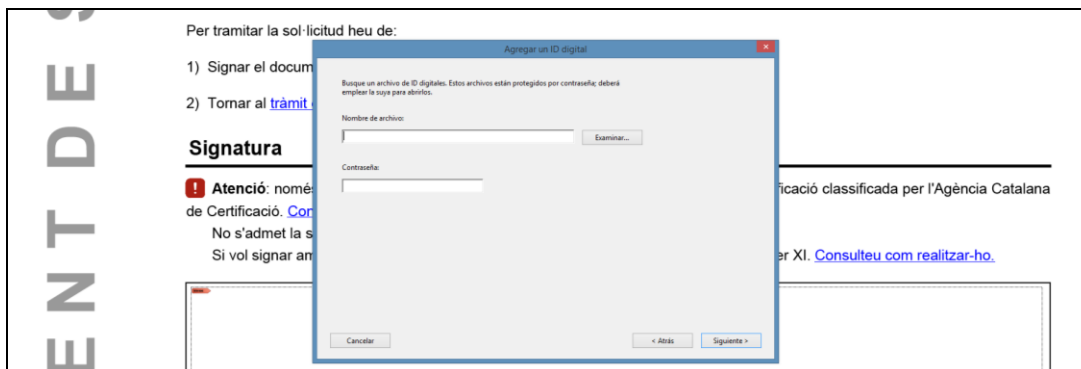 Per tramitar la sol·licitud heu de:
Agregar un ID digital
1) Signar el docum
Busque un archivo de ID digitales. Estos archivos están protegidos por contraseña; deberá
emplear la suya para abrirlos.
2) Tornar al tràmit
Nombre de archivo:
Examinar...
Signatura
Contraseña:
Atenció: només
ficació classificada per l'Agència Catalana
de Certificació. Con
No s'admet la s
Si vol signar am
er XI. Consulteu com realitzar-ho.
Cancelar
< Atrás
Siguiente >
E N T D E